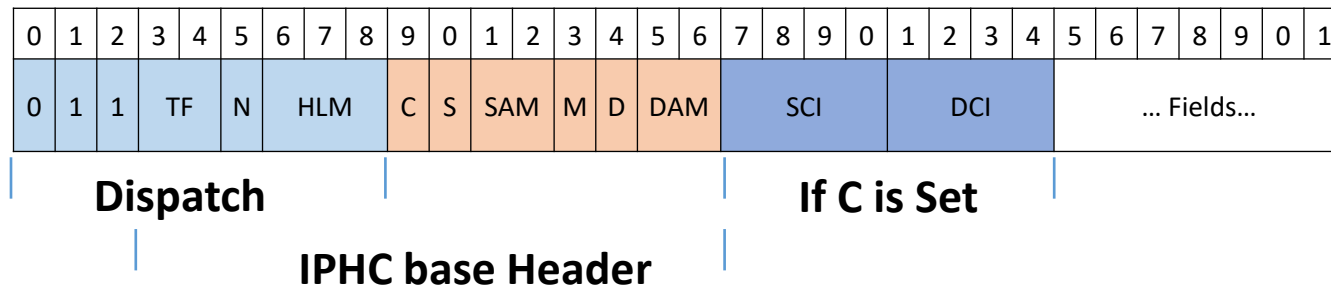 0 1 2 3 4 5 6 7 8 9 0 1 2 3 4 5 6 7 8 9 0 1 2 3 4 5 6 7 8 9 0 1
0 1 1 TF N HLM C S SAM M D DAM SCI DCI ... Fields...
Dispatch If C is Set
IPHC base Header